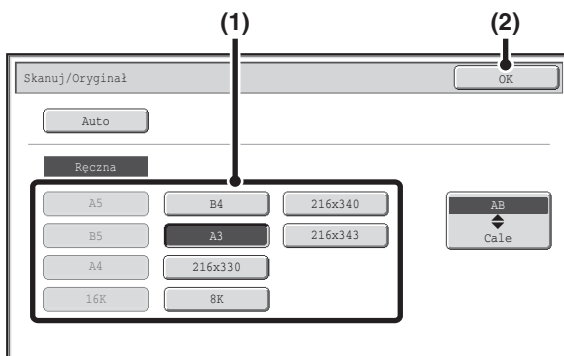 (1) (2)
Skanuj/Oryginał OK
Auto
Ręczna
A5 B4 216x340 AB
B5 A3 216x343 Cale
A4 216x330
16K 8K